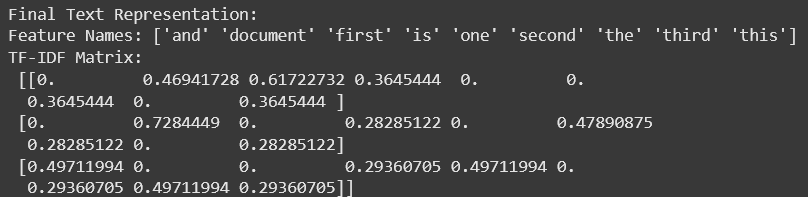 Final Text Representation:
Feature Names: ['and' 'document' 'first' 'is' 'one' 'second' 'the' 'third' 'this']
TF-IDF Matrix:
 [[0.         0.46941728 0.61722732 0.3645444  0.         0.
  0.3645444  0.         0.3645444 ]
 [0.         0.7284449  0.         0.28285122 0.         0.47890875
  0.28285122 0.         0.28285122]
 [0.49711994 0.         0.         0.29360705 0.49711994 0.
  0.29360705 0.49711994 0.29360705]]